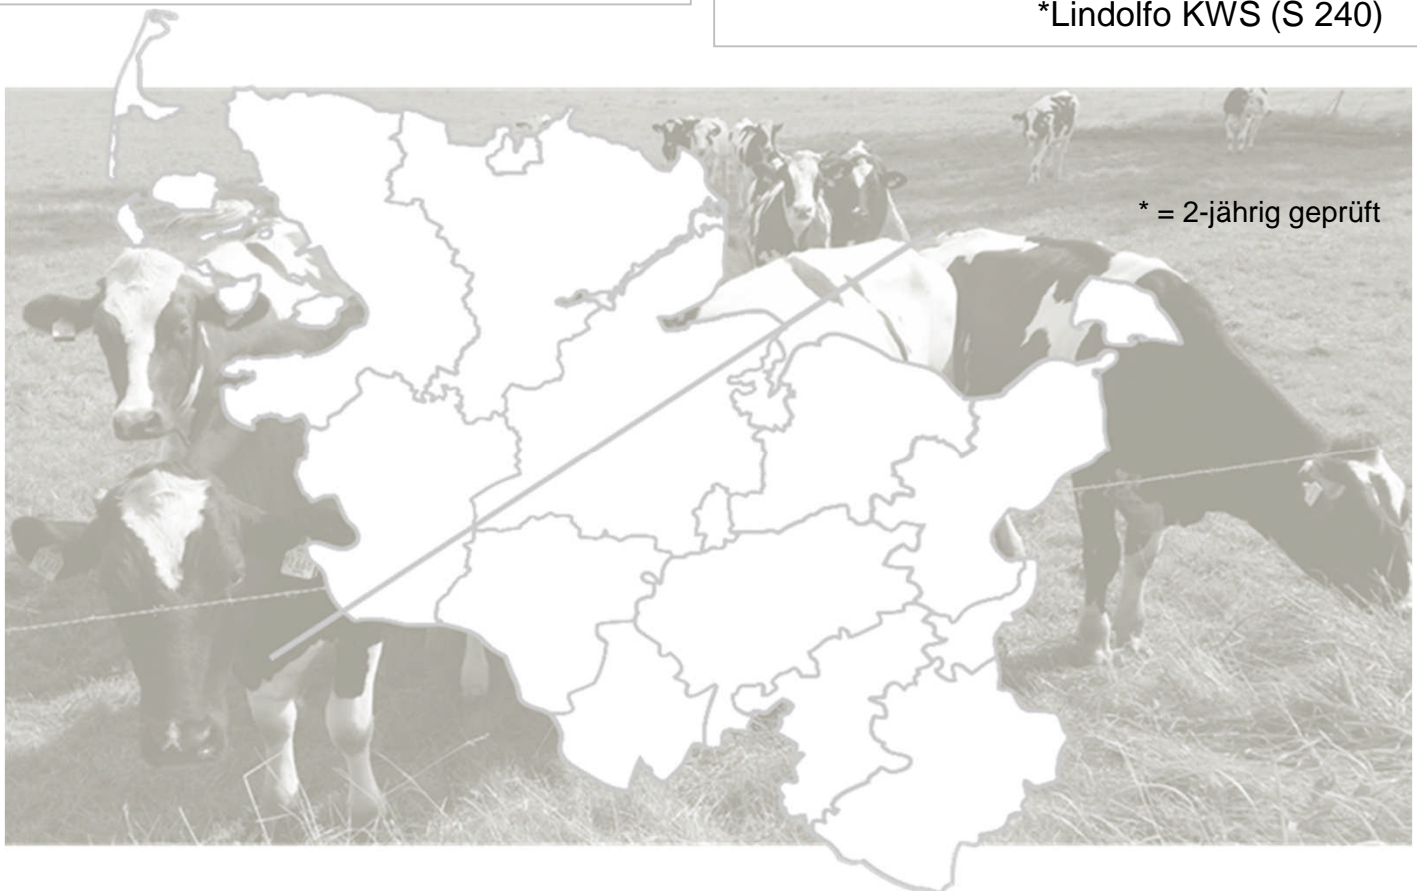 *Lindolfo KWS (S 240)
* = 2-jährig geprüft